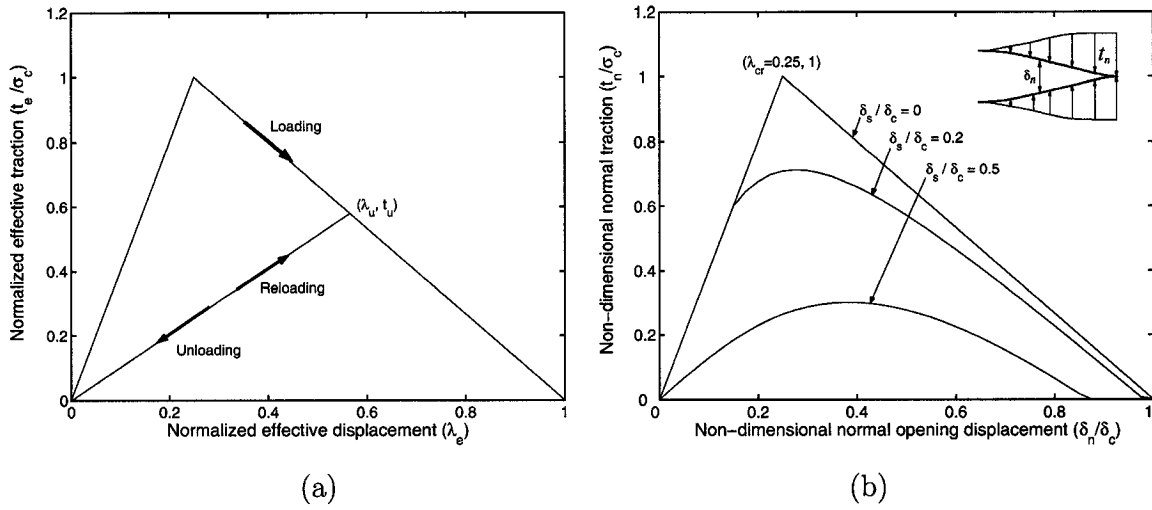 Normalized effective traction (t_e/σ_c)
1
0.8
0.6
0.4
0.2
0
Loading
(λ_u, t_u)
Reloading
Unloading
0 0.2 0.4 0.6 0.8 1
Normalized effective displacement (λ_e)
(a)
Non−dimensional normal traction (t_n/σ_c)
1
0.8
0.6
0.4
0.2
0
(λ_cr=0.25, 1)
t_n
δ_n
δ_s / δ_c = 0
δ_s / δ_c = 0.2
δ_s / δ_c = 0.5
0 0.2 0.4 0.6 0.8 1
Non−dimensional normal opening displacement (δ_n/δ_c)
(b)